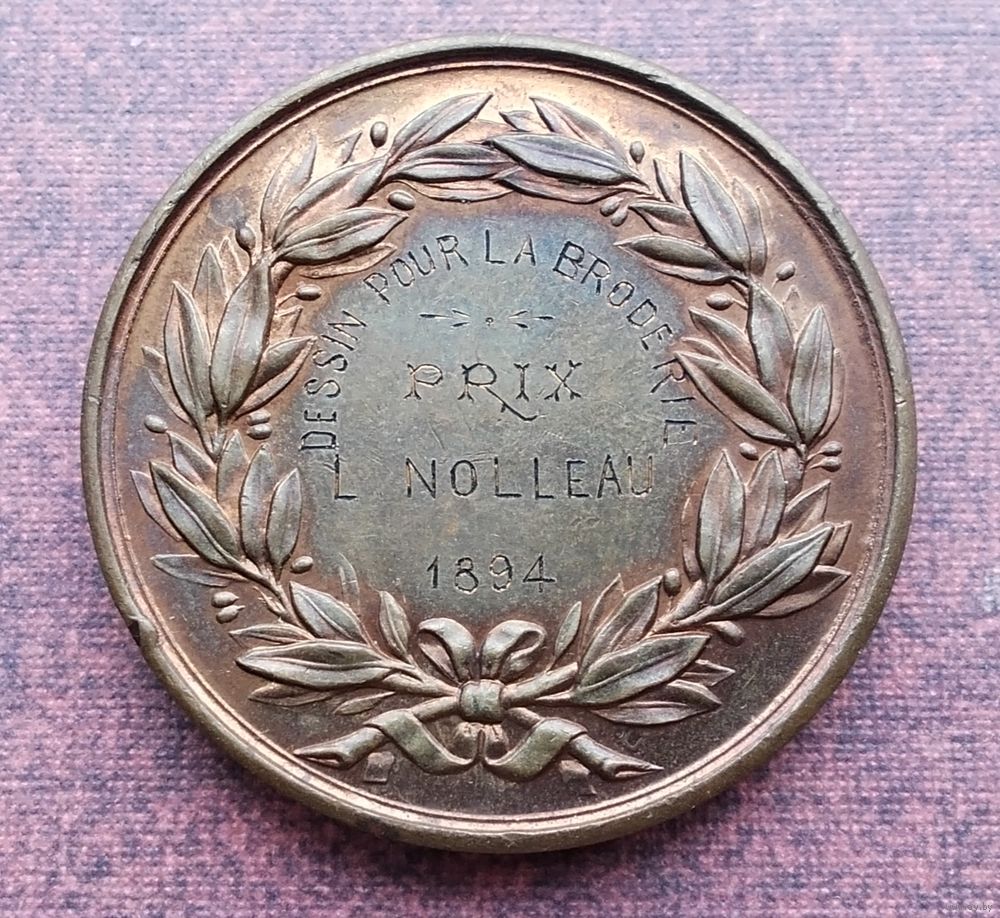 DESSIN POUR LA BRODERIE
PRIX
L NOLLEAU
1894